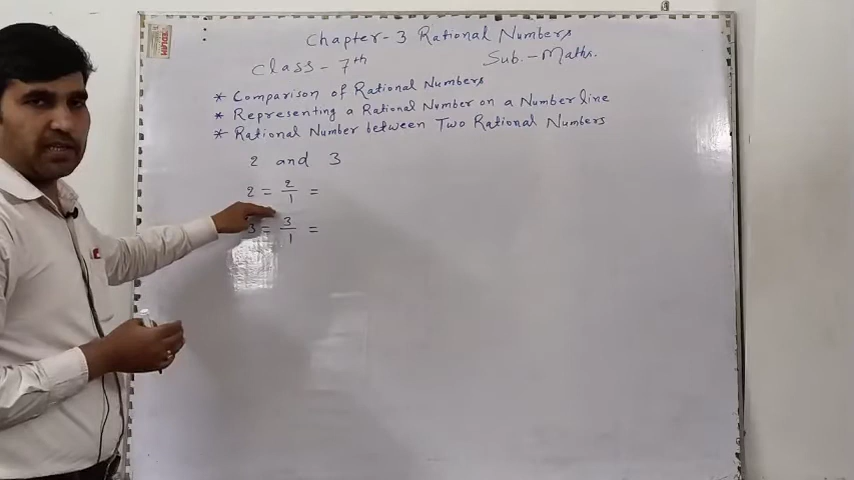 Chapter-3 Rational Numbers
Class - 7th Sub. - Maths.
* Comparison of Rational Numbers
* Representing a Rational Number on a Number line
* Rational Number between Two Rational Numbers
2 and 3
2 = 2/1 =
3 = 3/1 =